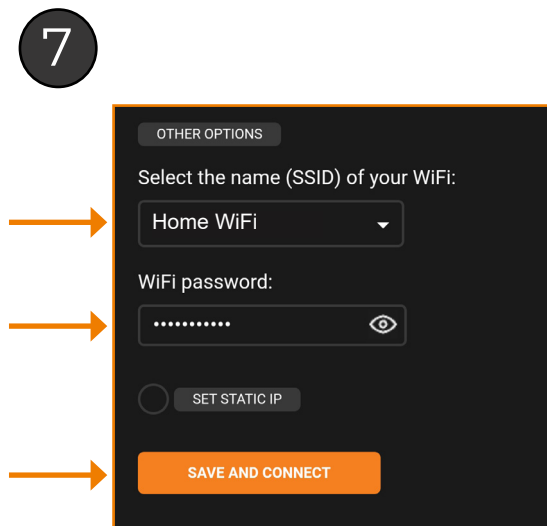 7
OTHER OPTIONS
Select the name (SSID) of your WiFi:
Home WiFi
WiFi password:
•••••••••••
SET STATIC IP
SAVE AND CONNECT